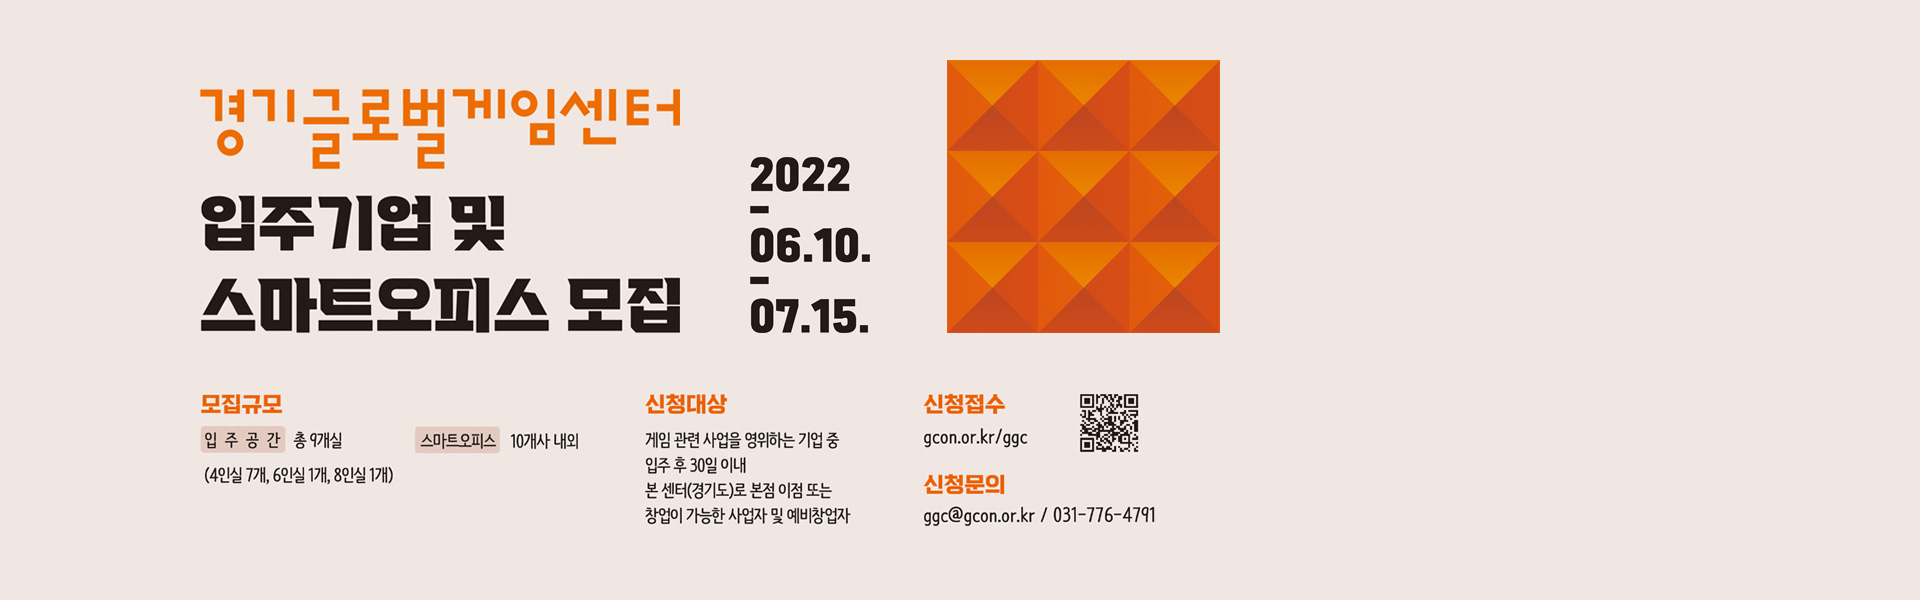 경기글로벌게임센터
입주기업 및
스마트오피스 모집
2022
–
06.10.
–
07.15.
모집규모
입 주 공 간 총 9개실
(4인실 7개, 6인실 1개, 8인실 1개)
스마트오피스 10개사 내외
신청대상
게임 관련 사업을 영위하는 기업 중
입주 후 30일 이내
본 센터(경기도)로 본점 이점 또는
창업이 가능한 사업자 및 예비창업자
신청접수
gcon.or.kr/ggc
신청문의
ggc@gcon.or.kr / 031-776-4791